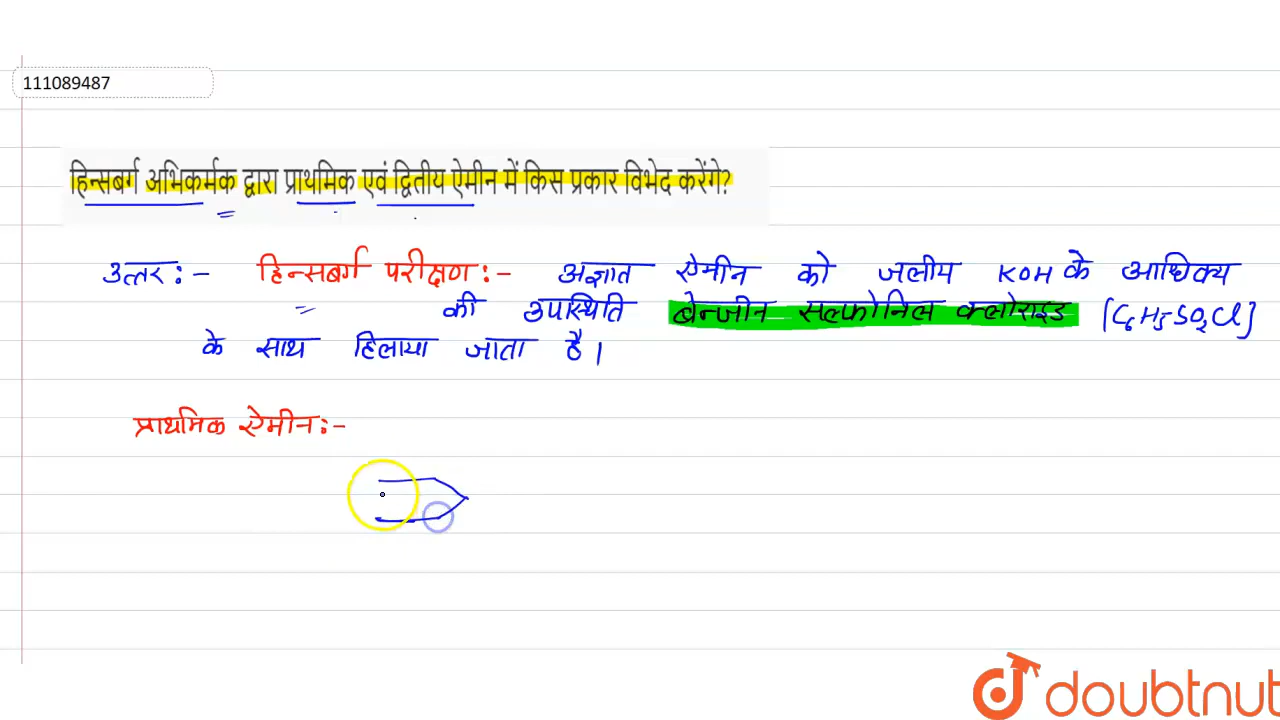 111089487
हिन्सबर्ग अभिकर्मक द्वारा प्राथमिक एवं द्वितीय ऐमीन में किस प्रकार विभेद करेंगे?
उत्तर:- हिन्सबर्ग परीक्षण:- अज्ञात ऐमीन को जलीय KOH के आधिक्य
की उपस्थिति बेन्जीन सल्फोनिल क्लोराइड [C6H5SO2Cl]
के साथ हिलाया जाता है।
प्राथमिक ऐमीन:-
doubtnut